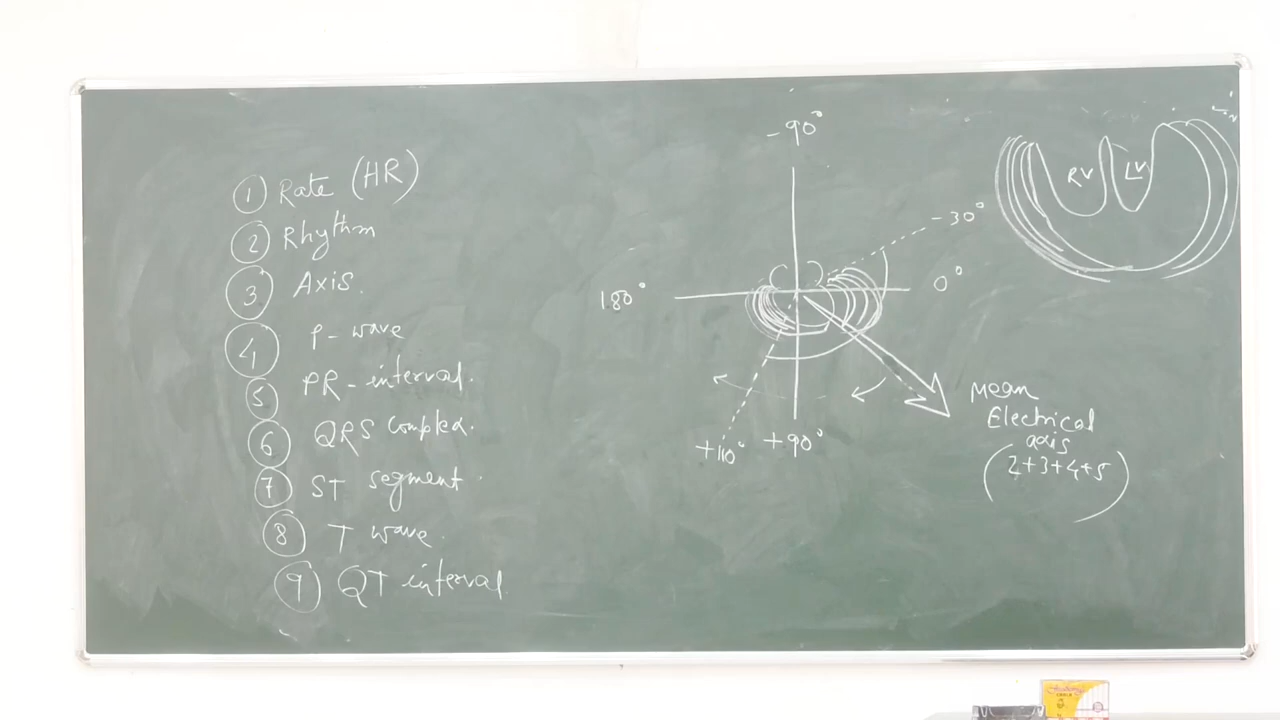 ① Rate (HR)
② Rhythm
③ Axis.
④ P-wave
⑤ PR-interval.
⑥ QRS complex.
⑦ ST segment.
⑧ T wave.
⑨ QT interval
-90°
-30°
0°
180°
+110° +90°
RV LV
Mean
Electrical
axis
(2+3+4+5)